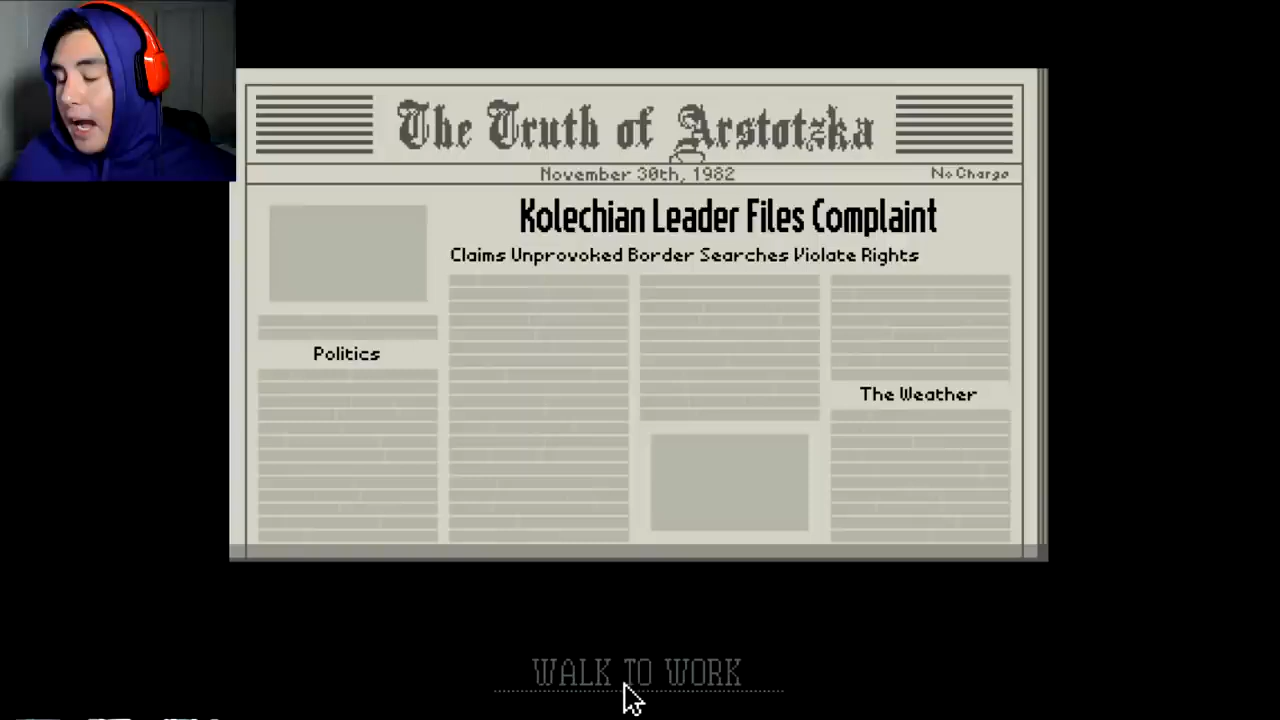 The Truth of Arstotzka
November 30th, 1982
No Charge
Kolechian Leader Files Complaint
Claims Unprovoked Border Searches Violate Rights
Politics
The Weather
WALK TO WORK